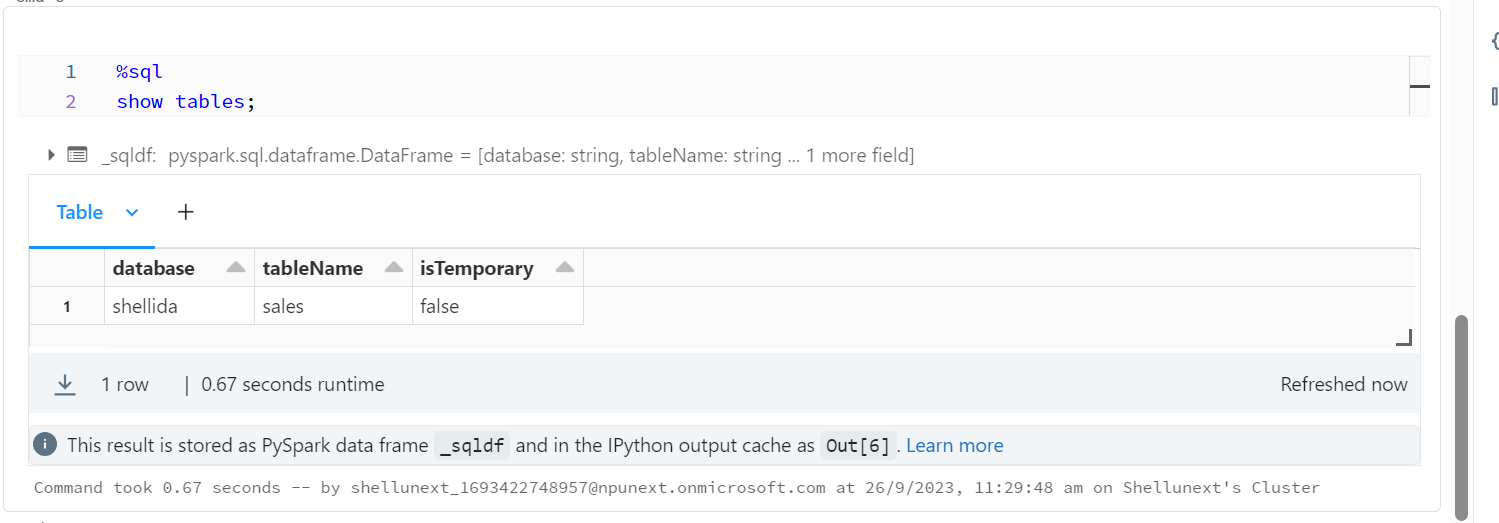 1 %sql
2 show tables;
_sqldf: pyspark.sql.dataframe.DataFrame = [database: string, tableName: string ... 1 more field]
Table +
database tableName isTemporary
1 shellida sales false
1 row | 0.67 seconds runtime Refreshed now
This result is stored as PySpark data frame _sqldf and in the IPython output cache as Out[6]. Learn more
Command took 0.67 seconds -- by shellunext_1693422748957@npunext.onmicrosoft.com at 26/9/2023, 11:29:48 am on Shellunext's Cluster